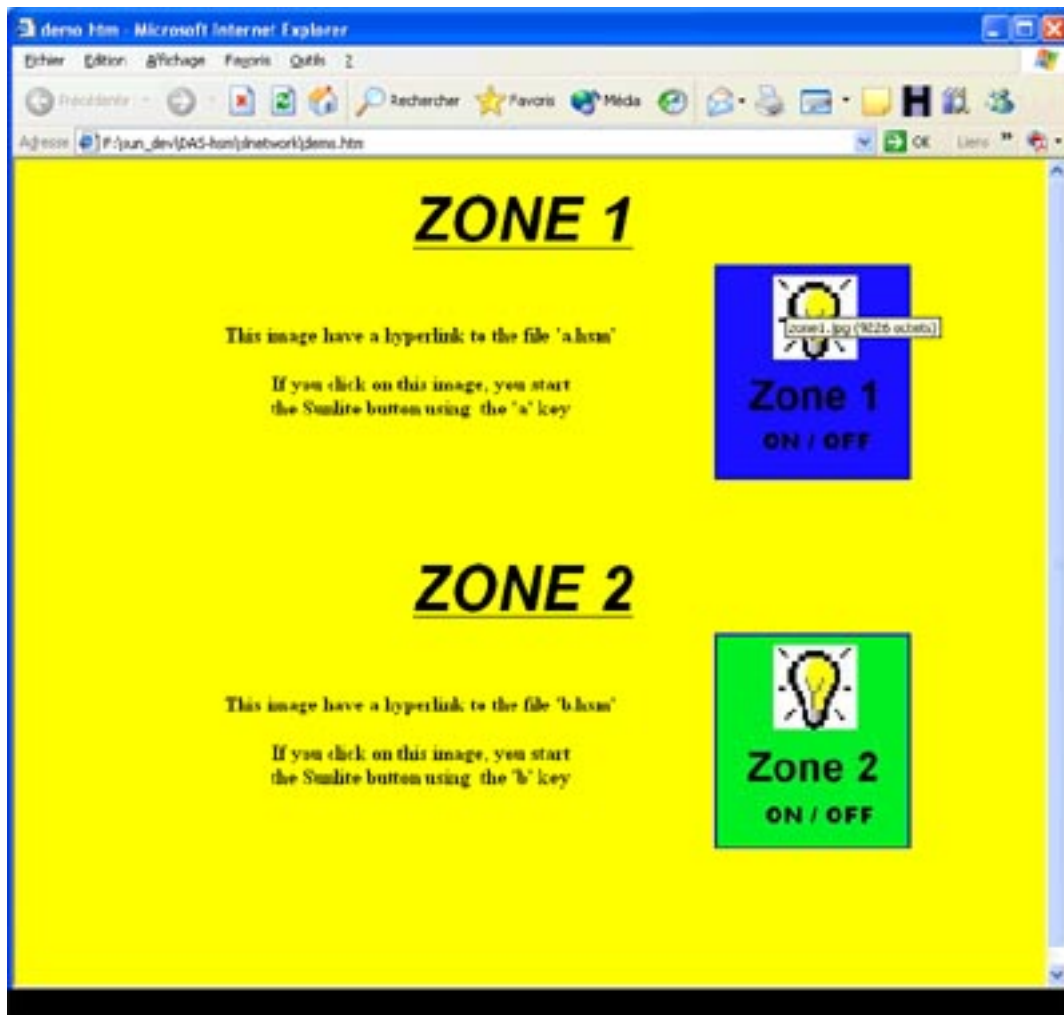 demo.htm - Microsoft Internet Explorer
Fichier Edition Affichage Favoris Outils ?
Précédente Rechercher Favoris Média
Adresse F:\sun_dev\DAS-hsm\slnetwork\demo.htm OK Liens »
ZONE 1
This image have a hyperlink to the file 'a.hsm'
If you click on this image, you start
the Sunlite button using the 'a' key
zone1.jpg (9226 octets)
Zone 1
ON / OFF
ZONE 2
This image have a hyperlink to the file 'b.hsm'
If you click on this image, you start
the Sunlite button using the 'b' key
Zone 2
ON / OFF